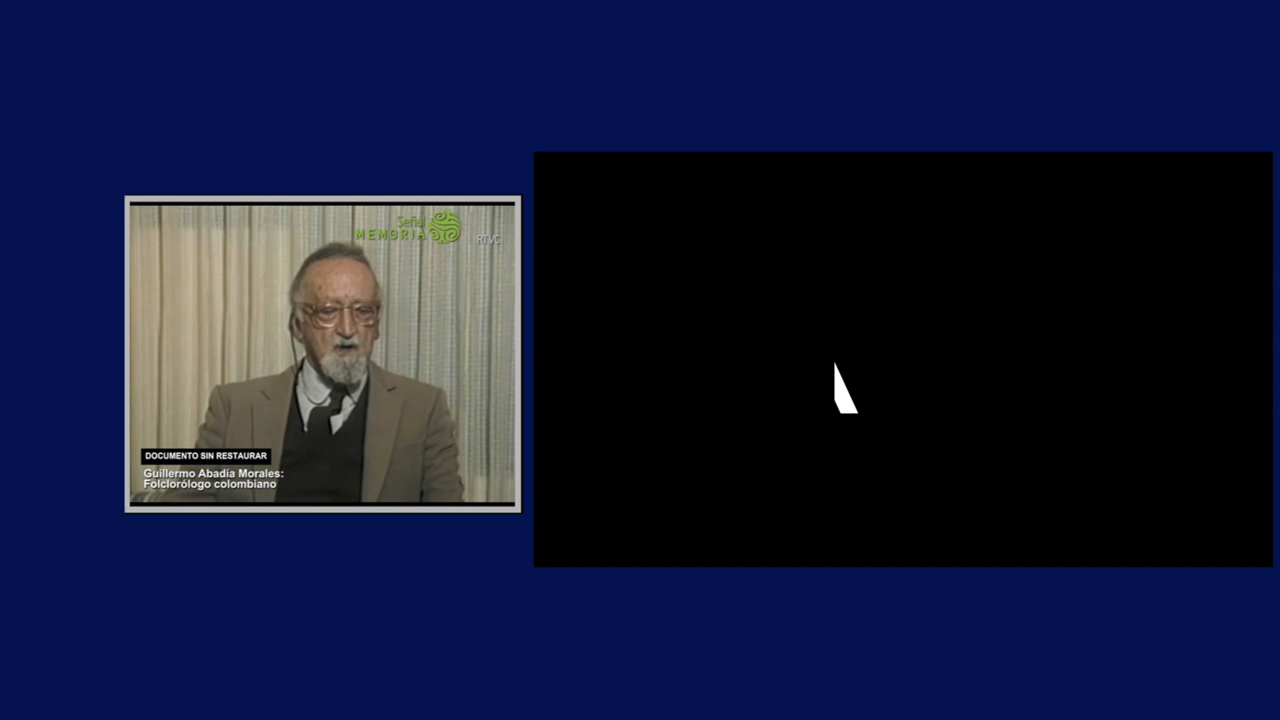 Señal
MEMORIA
RTVC
DOCUMENTO SIN RESTAURAR
Guillermo Abadía Morales:
Folclorólogo colombiano